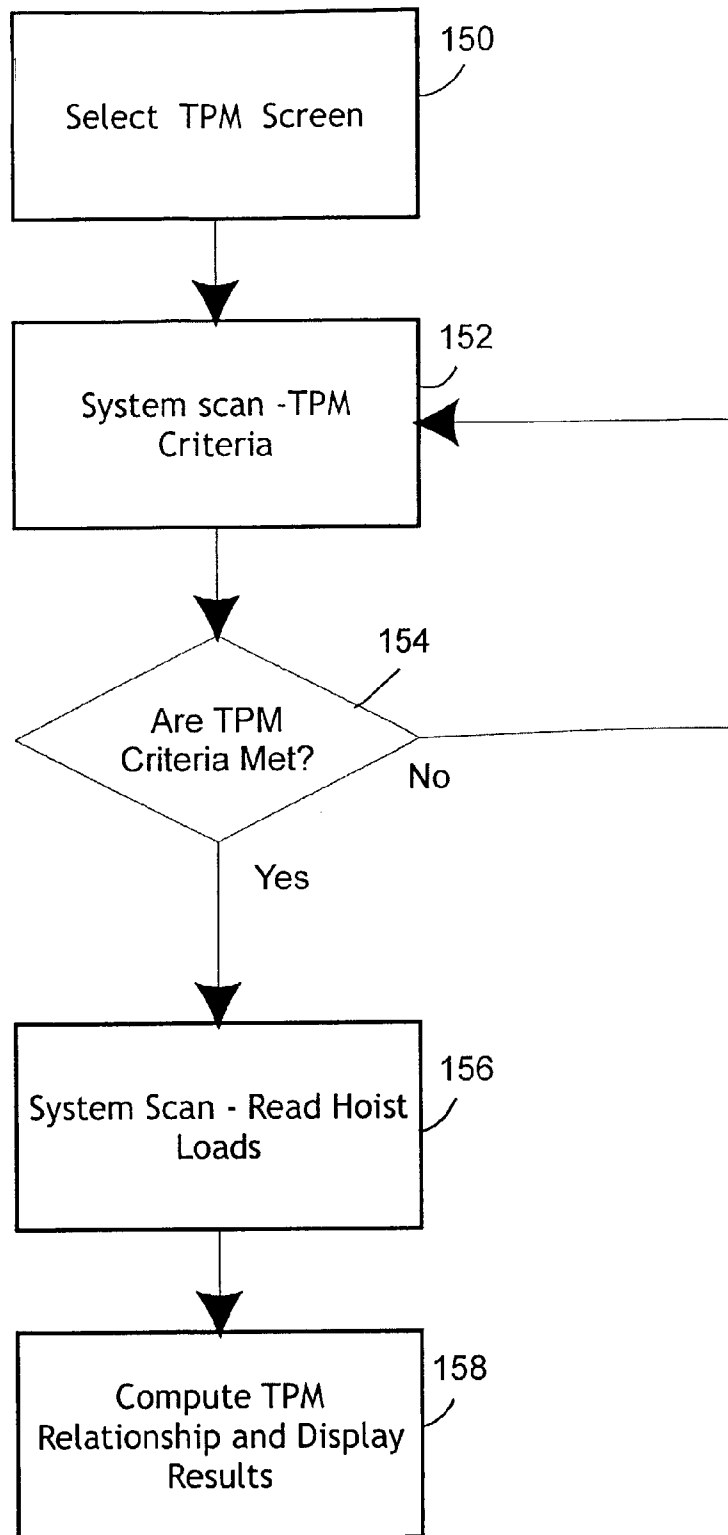 150
Select TPM Screen
152
System scan -TPM
Criteria
154
Are TPM
Criteria Met?
No
Yes
156
System Scan - Read Hoist
Loads
158
Compute TPM
Relationship and Display
Results